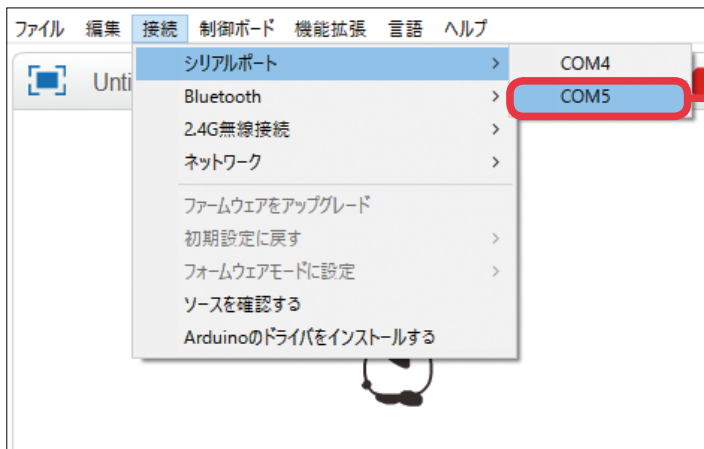 ファイル 編集 接続 制御ボード 機能拡張 言語 ヘルプ
Unti
シリアルポート
COM4
Bluetooth
COM5
2.4G無線接続
ネットワーク
ファームウェアをアップグレード
初期設定に戻す
フォームウェアモードに設定
ソースを確認する
Arduinoのドライバをインストールする